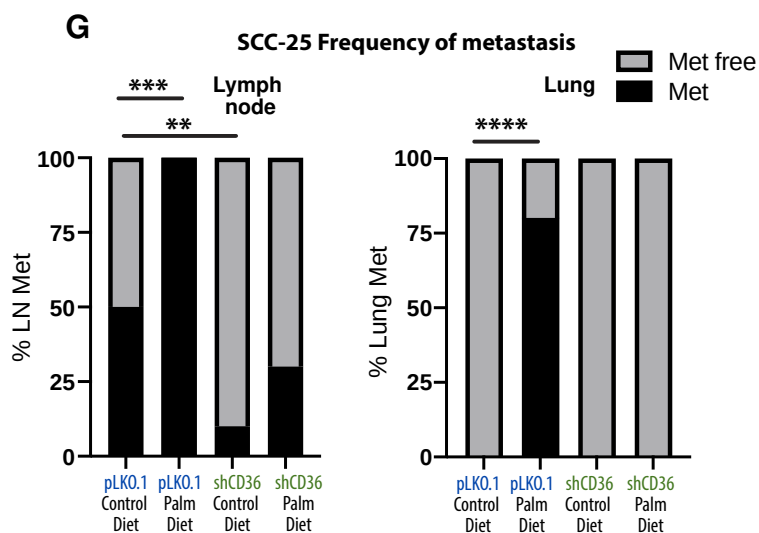 G
SCC-25 Frequency of metastasis
Met free
Met
***
Lymph
node
**
% LN Met
100
75
50
25
0
pLKO.1 pLKO.1 shCD36 shCD36
Control Palm Control Palm
Diet Diet Diet Diet
Lung
****
% Lung Met
100
75
50
25
0
pLKO.1 pLKO.1 shCD36 shCD36
Control Palm Control Palm
Diet Diet Diet Diet